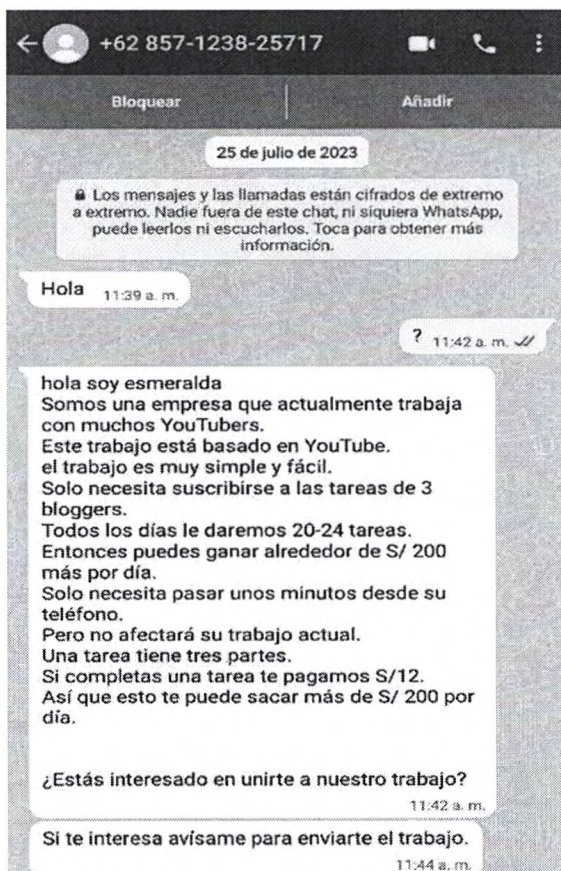 +62 857-1238-25717
Bloquear Añadir
25 de julio de 2023
Los mensajes y las llamadas están cifrados de extremo
a extremo. Nadie fuera de este chat, ni siquiera WhatsApp,
puede leerlos ni escucharlos. Toca para obtener más
información.
Hola 11:39 a. m.
? 11:42 a. m.
hola soy esmeralda
Somos una empresa que actualmente trabaja
con muchos YouTubers.
Este trabajo está basado en YouTube.
el trabajo es muy simple y fácil.
Solo necesita suscribirse a las tareas de 3
bloggers.
Todos los días le daremos 20-24 tareas.
Entonces puedes ganar alrededor de S/ 200
más por día.
Solo necesita pasar unos minutos desde su
teléfono.
Pero no afectará su trabajo actual.
Una tarea tiene tres partes.
Si completas una tarea te pagamos S/12.
Así que esto te puede sacar más de S/ 200 por
día.
¿Estás interesado en unirte a nuestro trabajo?
11:42 a. m.
Si te interesa avísame para enviarte el trabajo.
11:44 a. m.